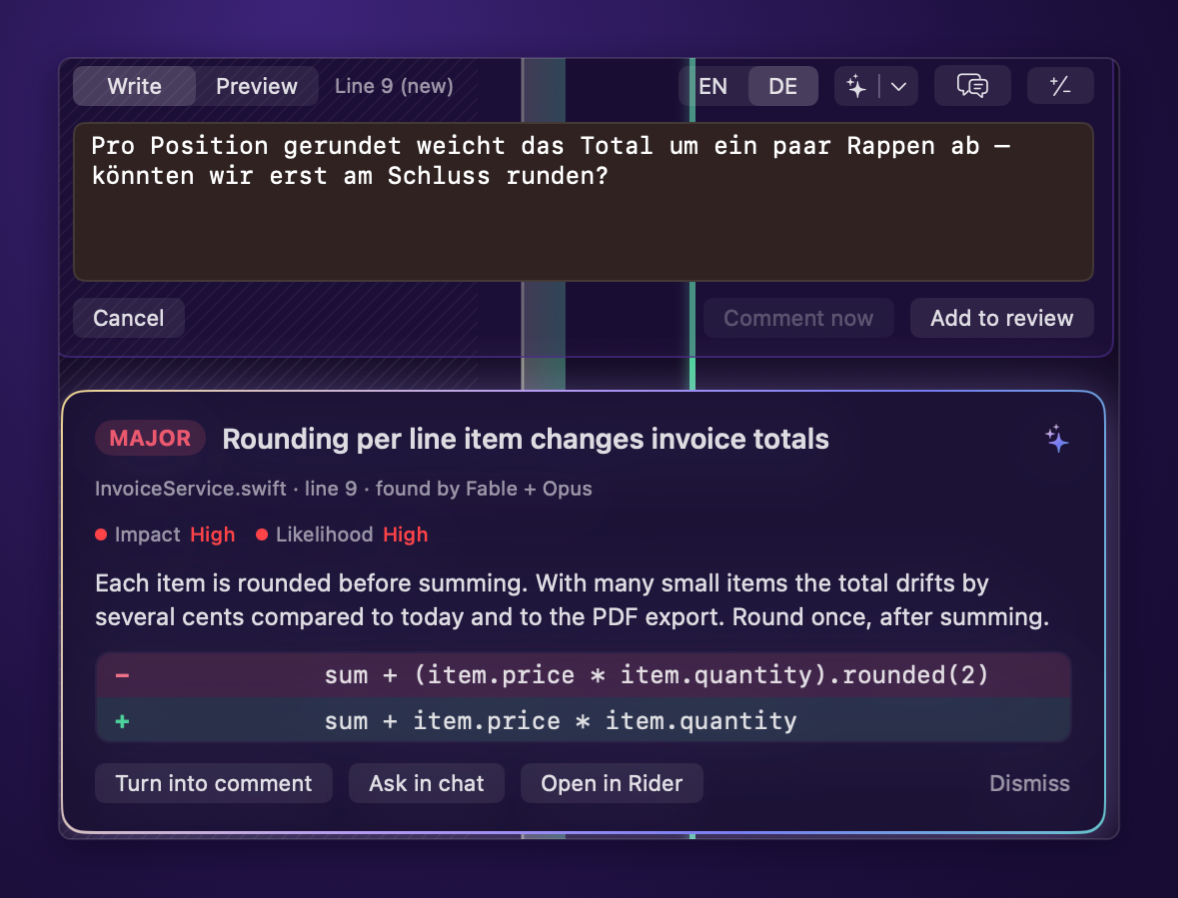 Write Preview Line 9 (new) EN DE
Pro Position gerundet weicht das Total um ein paar Rappen ab –
könnten wir erst am Schluss runden?
Cancel Comment now Add to review
MAJOR Rounding per line item changes invoice totals
InvoiceService.swift · line 9 · found by Fable + Opus
Impact High Likelihood High
Each item is rounded before summing. With many small items the total drifts by
several cents compared to today and to the PDF export. Round once, after summing.
− sum + (item.price * item.quantity).rounded(2)
+ sum + item.price * item.quantity
Turn into comment Ask in chat Open in Rider Dismiss